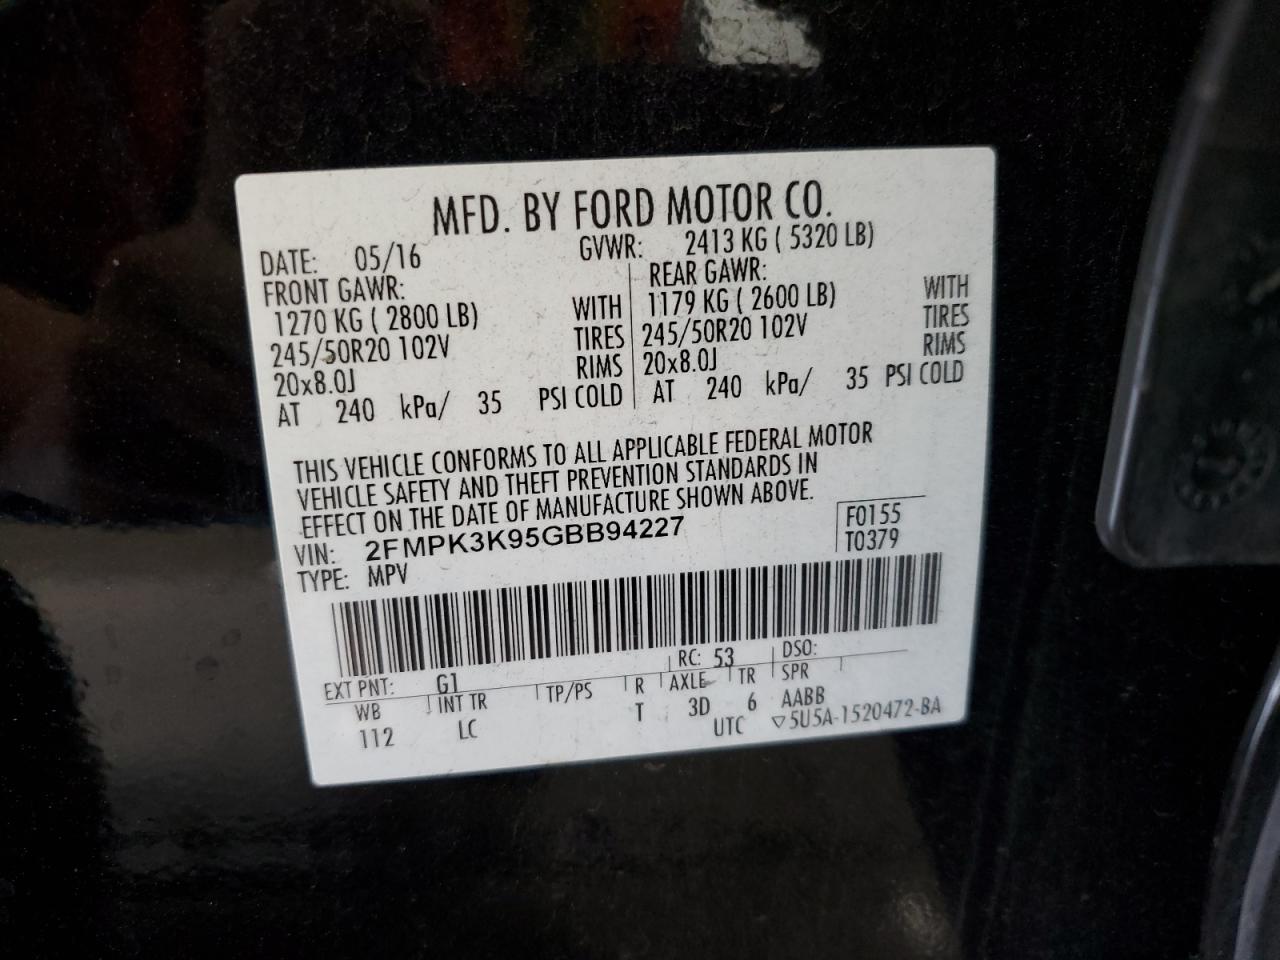 MFD. BY FORD MOTOR CO.
DATE: 05/16 GVWR: 2413 KG ( 5320 LB)
FRONT GAWR: REAR GAWR:
1270 KG ( 2800 LB) WITH 1179 KG ( 2600 LB) WITH
245/50R20 102V TIRES 245/50R20 102V TIRES
20x8.0J RIMS 20x8.0J RIMS
AT 240 kPa/ 35 PSI COLD AT 240 kPa/ 35 PSI COLD
THIS VEHICLE CONFORMS TO ALL APPLICABLE FEDERAL MOTOR
VEHICLE SAFETY AND THEFT PREVENTION STANDARDS IN
EFFECT ON THE DATE OF MANUFACTURE SHOWN ABOVE.
VIN: 2FMPK3K95GBB94227 F0155
TYPE: MPV T0379
EXT PNT: G1 RC: 53 DSO:
WB INT TR TP/PS R AXLE TR SPR
112 LC T 3D 6 AABB
UTC ▽5U5A-1520472-BA